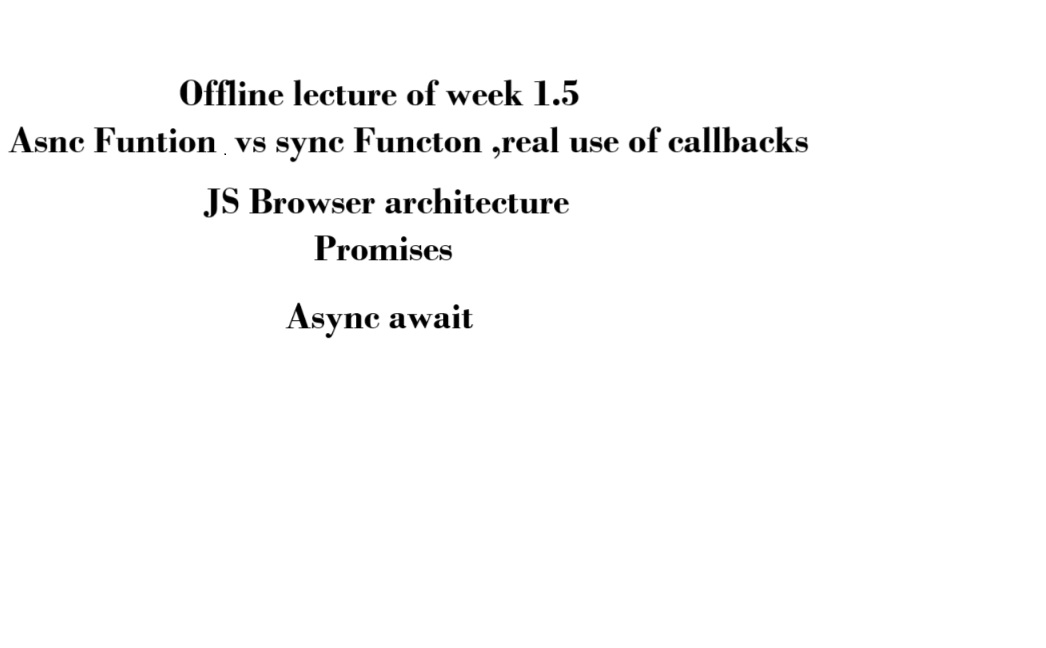 Offline lecture of week 1.5
Asnc Funtion . vs sync Functon ,real use of callbacks
JS Browser architecture
Promises
Async await